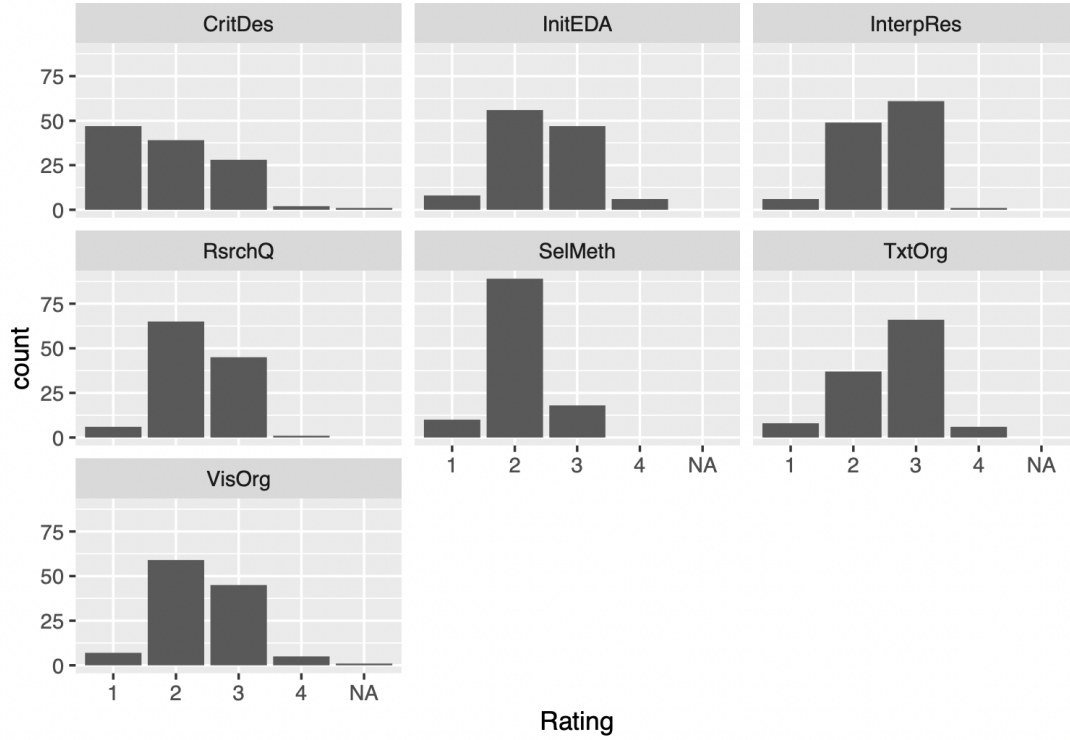 CritDes InitEDA InterpRes
75
50
25
0
RsrchQ SelMeth TxtOrg
75
50
25
0
1 2 3 4 NA 1 2 3 4 NA
VisOrg
75
50
25
0
1 2 3 4 NA
count
Rating